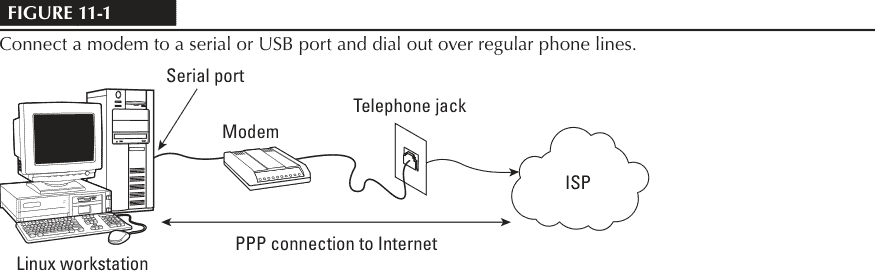 FIGURE 11-1
Connect a modem to a serial or USB port and dial out over regular phone lines.
Serial port
Telephone jack
Modem
ISP
PPP connection to Internet
Linux workstation